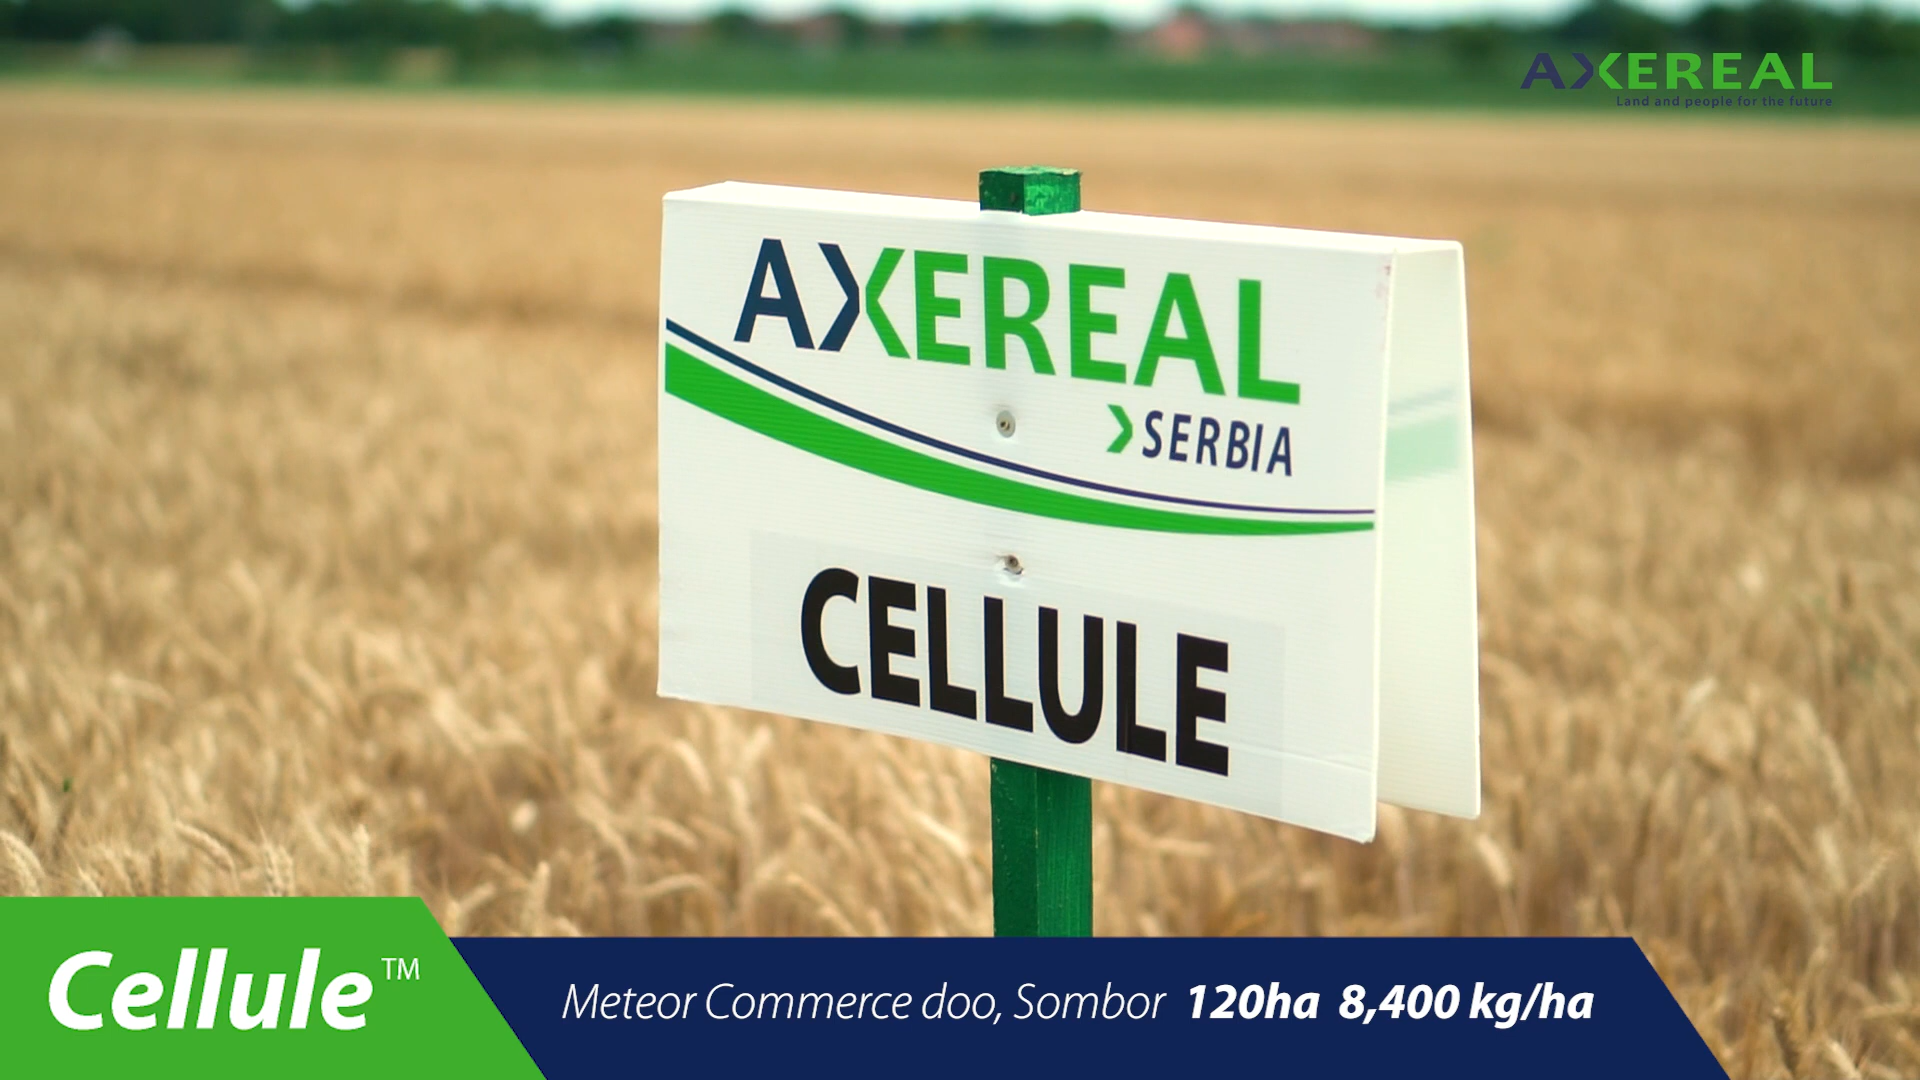 AXEREAL
Land and people for the future
AXEREAL
SERBIA
CELLULE
Cellule™
Meteor Commerce doo, Sombor 120ha 8,400 kg/ha